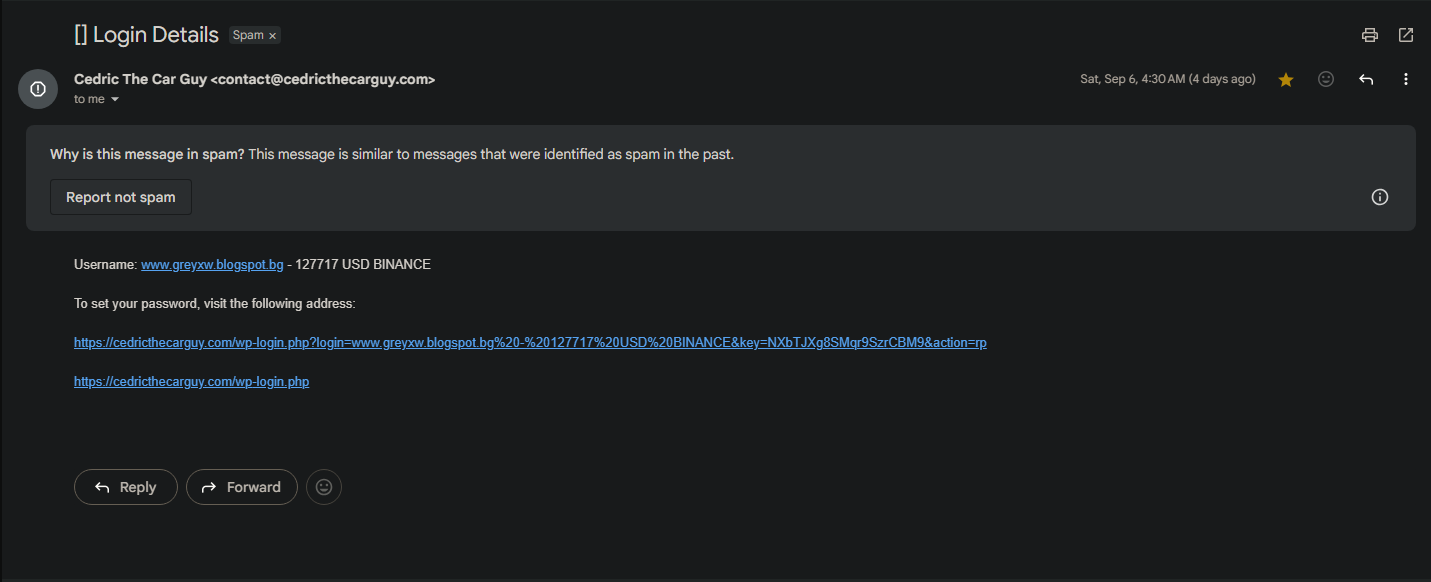 [] Login Details Spam ×
Cedric The Car Guy <contact@cedricthecarguy.com>
Sat, Sep 6, 4:30 AM (4 days ago)
to me
Why is this message in spam? This message is similar to messages that were identified as spam in the past.
Report not spam
Username: www.greyxw.blogspot.bg - 127717 USD BINANCE
To set your password, visit the following address:
https://cedricthecarguy.com/wp-login.php?login=www.greyxw.blogspot.bg%20-%20127717%20USD%20BINANCE&key=NXbTJXg8SMqr9SzrCBM9&action=rp
https://cedricthecarguy.com/wp-login.php
Reply Forward